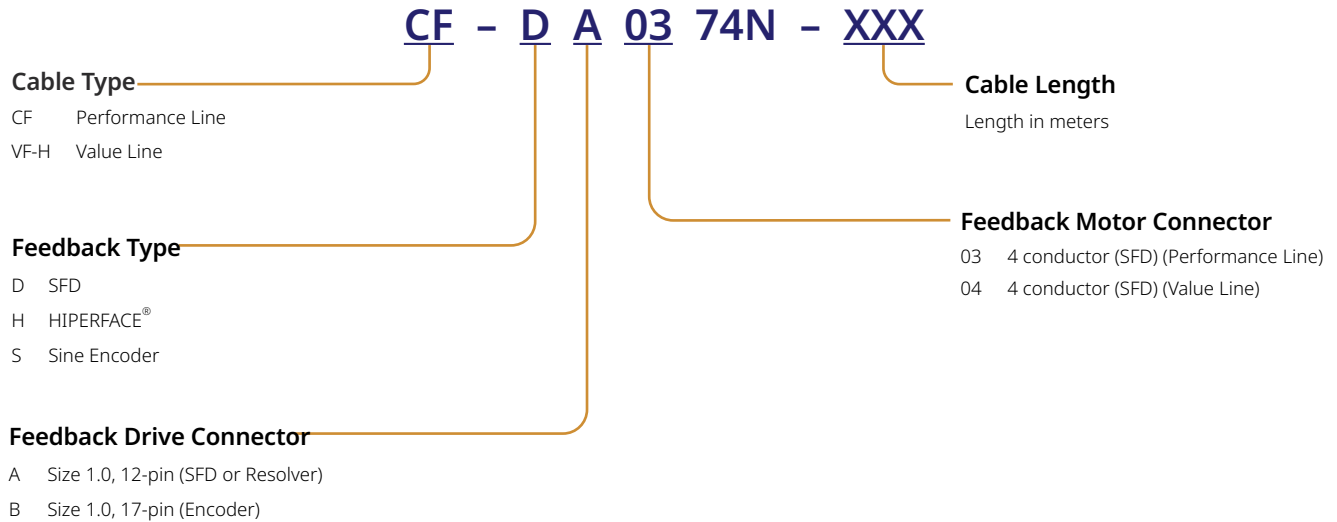 CF – D A 03 74N – XXX
Cable Type
CF Performance Line
VF-H Value Line
Feedback Type
D SFD
H HIPERFACE®
S Sine Encoder
Feedback Drive Connector
A Size 1.0, 12-pin (SFD or Resolver)
B Size 1.0, 17-pin (Encoder)
Cable Length
Length in meters
Feedback Motor Connector
03 4 conductor (SFD) (Performance Line)
04 4 conductor (SFD) (Value Line)